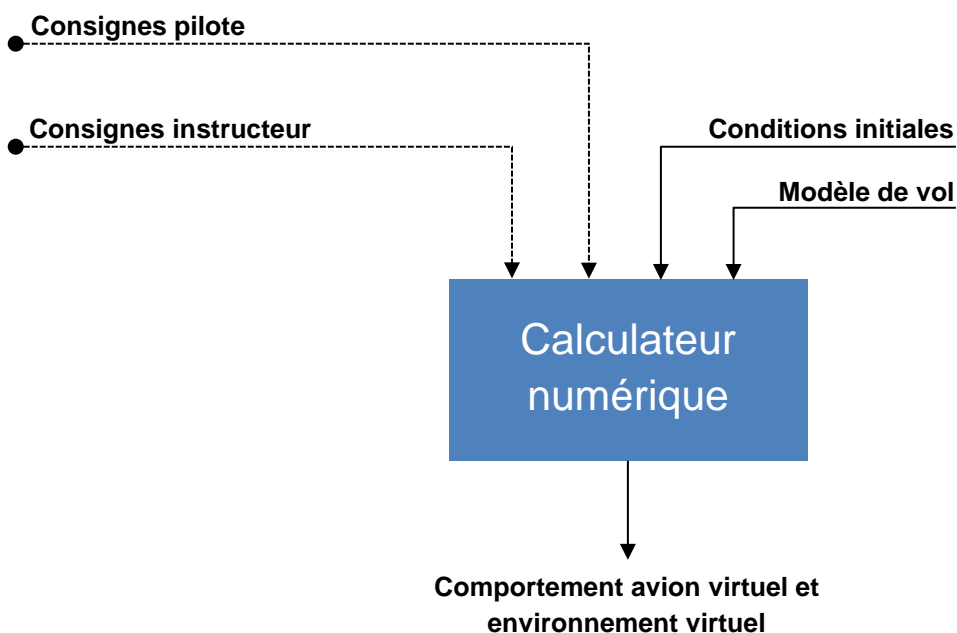 Consignes pilote
Consignes instructeur
Conditions initiales
Modèle de vol
Calculateur
numérique
Comportement avion virtuel et
environnement virtuel